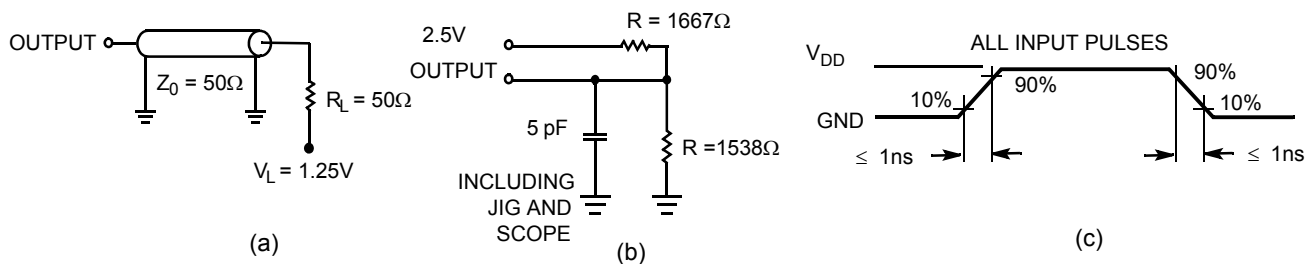 OUTPUT
Z0 = 50Ω
RL = 50Ω
VL = 1.25V
(a)
R = 1667Ω
2.5V
OUTPUT
5 pF
R =1538Ω
INCLUDING
JIG AND
SCOPE
(b)
ALL INPUT PULSES
VDD
90%
90%
10%
10%
GND
≤ 1ns
≤ 1ns
(c)